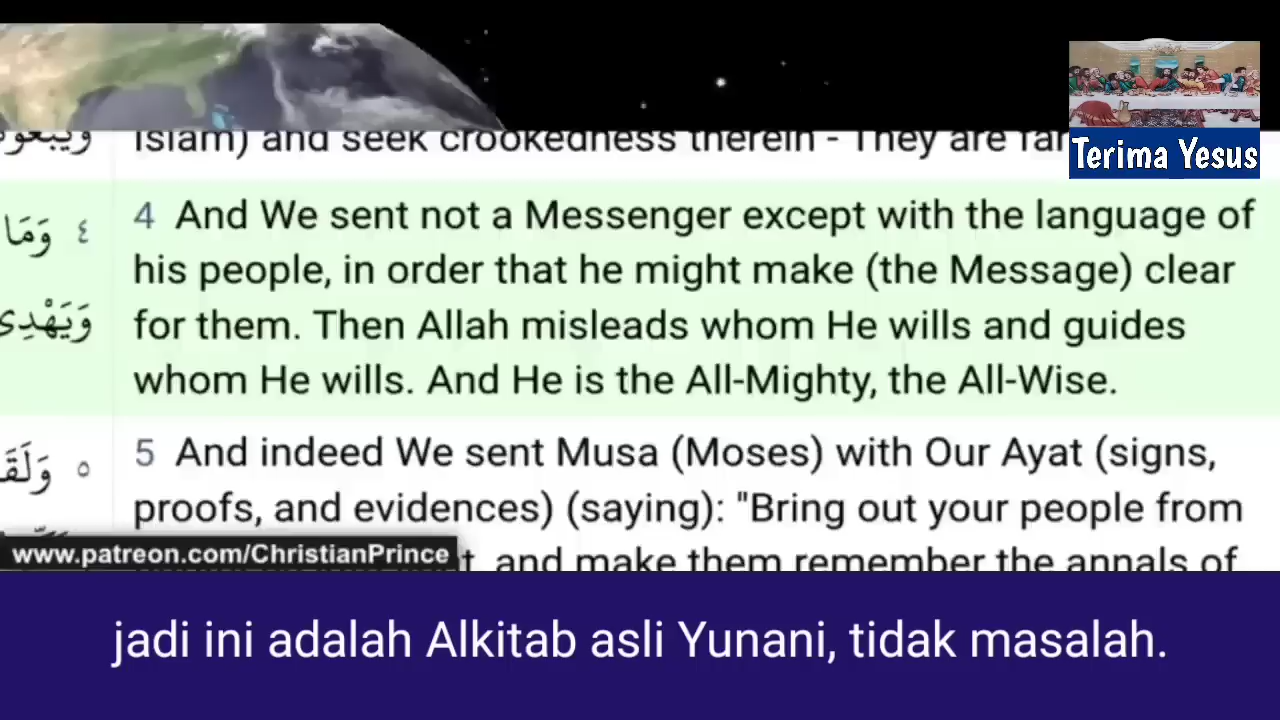 Islam) and seek crookedness therein - They are far
Terima Yesus
4 And We sent not a Messenger except with the language of
his people, in order that he might make (the Message) clear
for them. Then Allah misleads whom He wills and guides
whom He wills. And He is the All-Mighty, the All-Wise.
٤ وَمَا
وَيَهْدِى
5 And indeed We sent Musa (Moses) with Our Ayat (signs,
proofs, and evidences) (saying): "Bring out your people from
and make them remember the annals of
٥
www.patreon.com/ChristianPrince
jadi ini adalah Alkitab asli Yunani, tidak masalah.